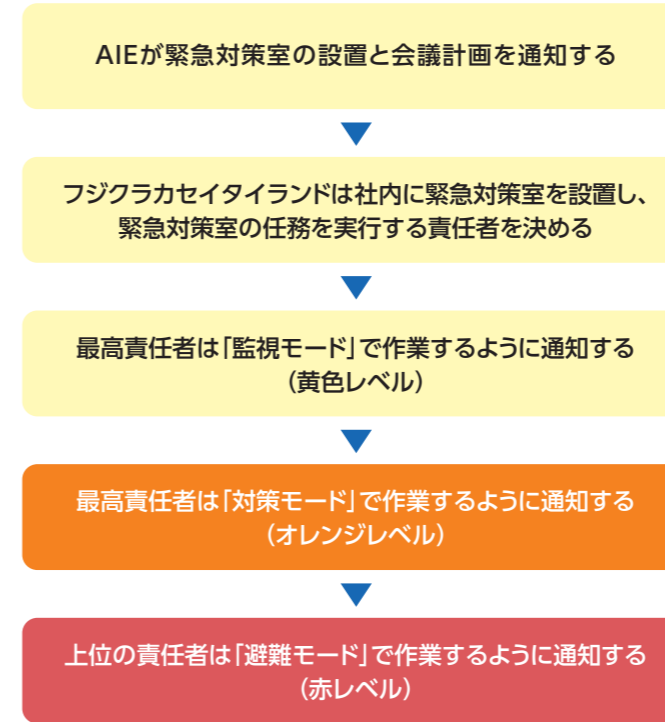 AIEが緊急対策室の設置と会議計画を通知する
フジクラカセイタイランドは社内に緊急対策室を設置し、
緊急対策室の任務を実行する責任者を決める
最高責任者は「監視モード」で作業するように通知する
(黄色レベル)
最高責任者は「対策モード」で作業するように通知する
(オレンジレベル)
上位の責任者は「避難モード」で作業するように通知する
(赤レベル)